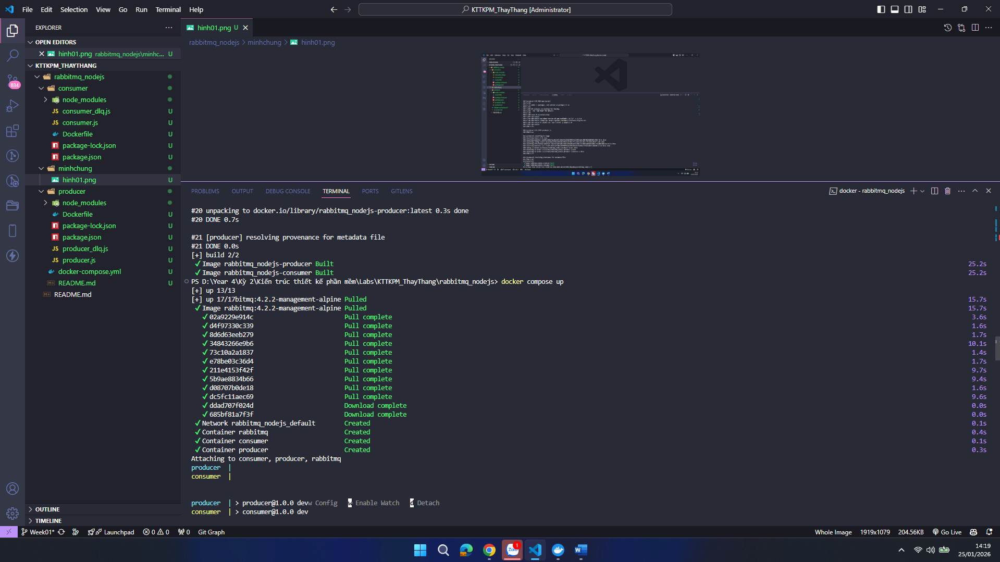 File Edit Selection View Go Run Terminal Help
KTTKPM_ThayThang [Administrator]
EXPLORER
OPEN EDITORS
hinh01.png rabbitmq_nodejs\minhc... U
KTTKPM_THAYTHANG
rabbitmq_nodejs
consumer
node_modules
consumer_dlq.js U
consumer.js U
Dockerfile U
package-lock.json U
package.json U
minhchung
hinh01.png U
producer
node_modules
Dockerfile U
package-lock.json U
package.json U
producer_dlq.js U
producer.js U
docker-compose.yml U
README.md U
README.md
OUTLINE
TIMELINE
834
hinh01.png U
rabbitmq_nodejs > minhchung > hinh01.png
PROBLEMS OUTPUT DEBUG CONSOLE TERMINAL PORTS GITLENS
docker - rabbitmq_nodejs
#20 unpacking to docker.io/library/rabbitmq_nodejs-producer:latest 0.3s done
#20 DONE 0.7s
#21 [producer] resolving provenance for metadata file
#21 DONE 0.0s
[+] build 2/2
✓ Image rabbitmq_nodejs-producer Built 25.2s
✓ Image rabbitmq_nodejs-consumer Built 25.2s
PS D:\Year 4\Kỳ 2\Kiến trúc thiết kế phần mềm\Labs\KTTKPM_ThayThang\rabbitmq_nodejs> docker compose up
[+] up 13/13
[+] up 17/17bitmq:4.2.2-management-alpine Pulled 15.7s
✓ Image rabbitmq:4.2.2-management-alpine Pulled 15.7s
✓ 02a9229e914c Pull complete 3.6s
✓ d4f97330c339 Pull complete 1.6s
✓ 8d6d63eeb279 Pull complete 1.7s
✓ 34843266e9b6 Pull complete 10.1s
✓ 73c10a2a1837 Pull complete 1.4s
✓ e78be03c36d4 Pull complete 1.7s
✓ 211e4153f42f Pull complete 9.7s
✓ 5b9ae8834b66 Pull complete 9.4s
✓ d08707b0de18 Pull complete 1.6s
✓ dc5fc11aec69 Pull complete 9.6s
✓ ddad707f024d Download complete 0.0s
✓ 685bf81a7f3f Download complete 0.0s
✓ Network rabbitmq_nodejs_default Created 0.1s
✓ Container rabbitmq Created 0.4s
✓ Container consumer Created 0.1s
✓ Container producer Created 0.3s
Attaching to consumer, producer, rabbitmq
producer |
consumer |
producer | > producer@1.0.0 devw Config w Enable Watch d Detach
consumer | > consumer@1.0.0 dev
Week01* Launchpad 0 0 0 Git Graph
Whole Image 1919x1079 204.56KB Go Live
Zalo 1
14:19
25/01/2026